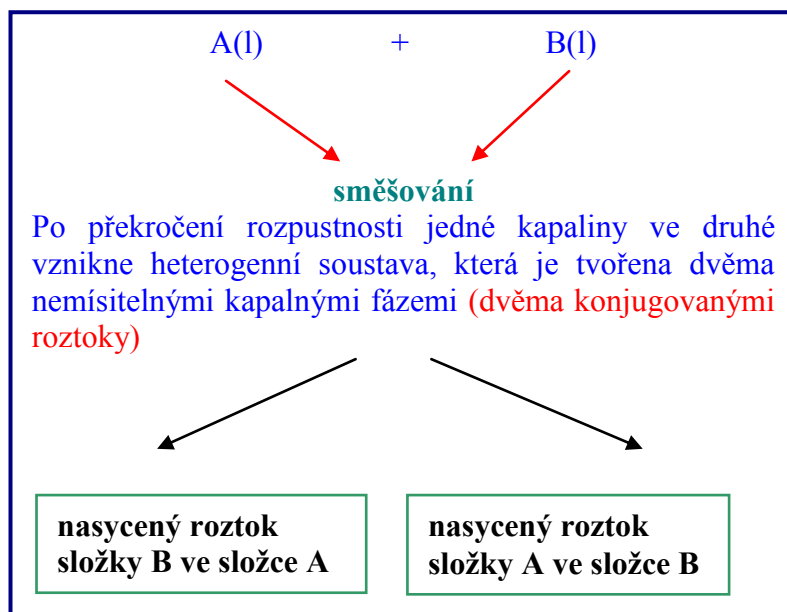 A(l) + B(l)
směšování
Po překročení rozpustnosti jedné kapaliny ve druhé
vznikne heterogenní soustava, která je tvořena dvěma
nemísitelnými kapalnými fázemi (dvěma konjugovanými
roztoky)
nasycený roztok
složky B ve složce A
nasycený roztok
složky A ve složce B